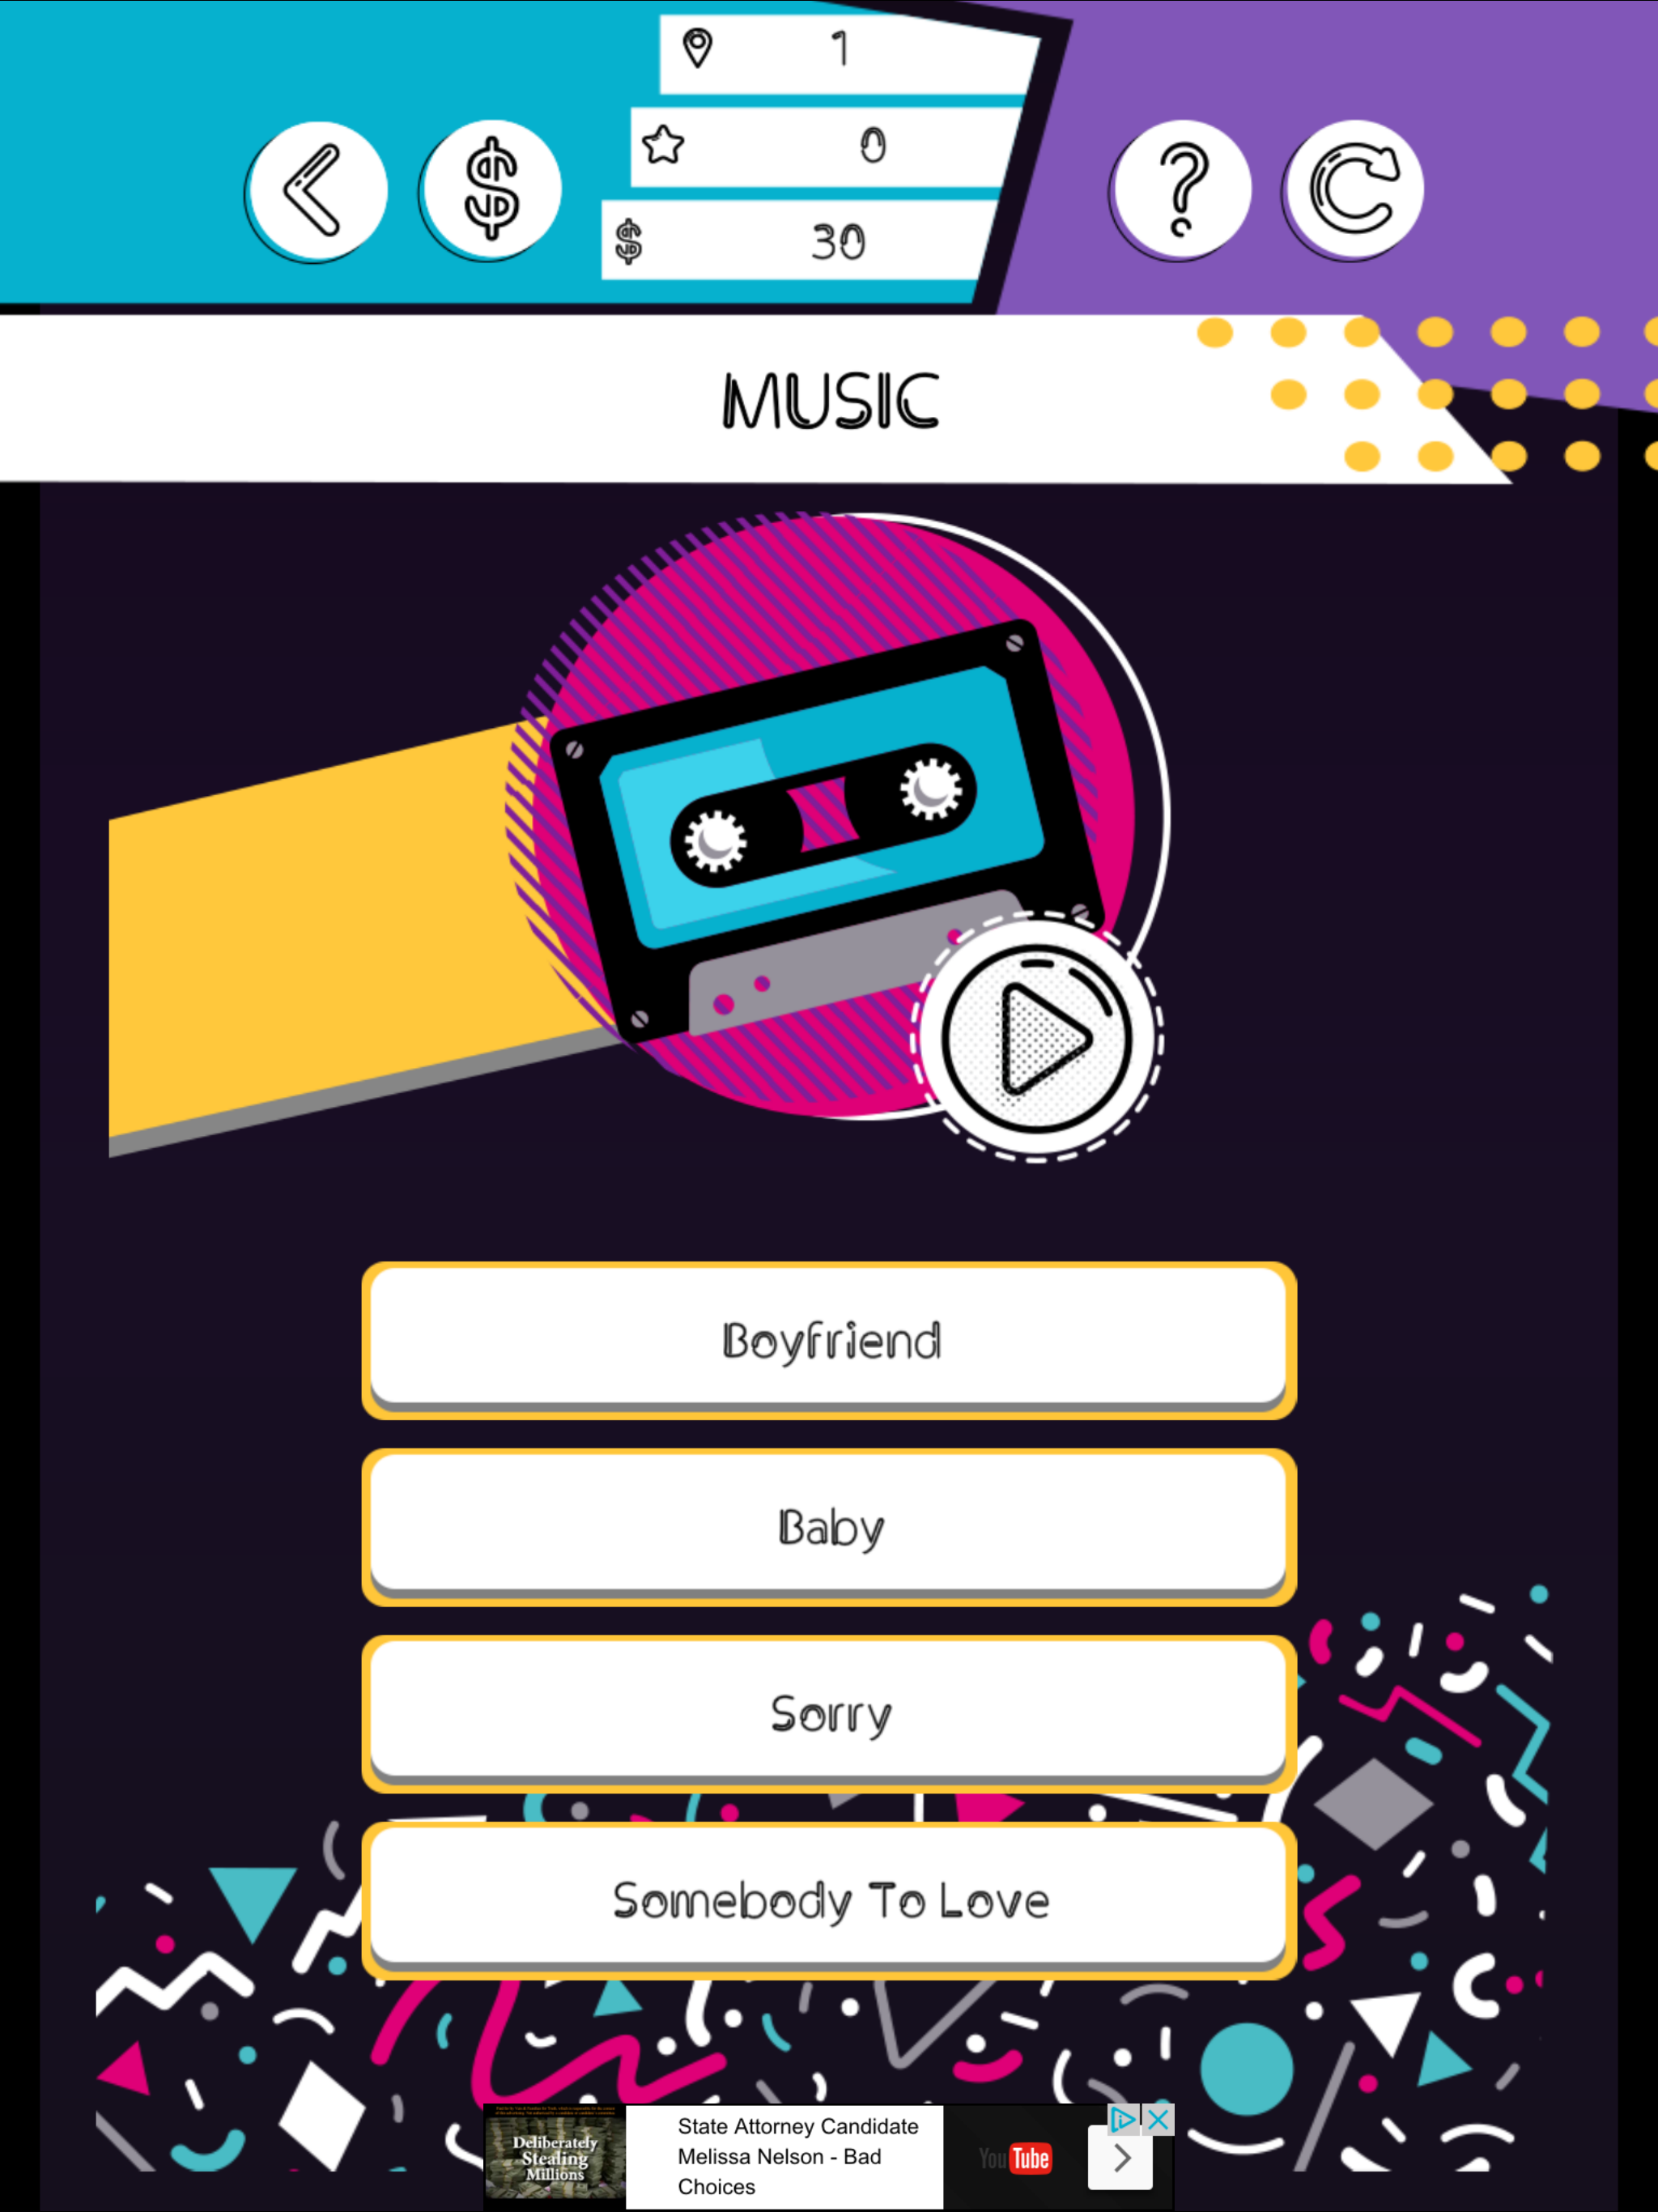 1
0
$ 30
MUSIC
Boyfriend
Baby
Sorry
Somebody To Love
Deliberately
Stealing
Millions
State Attorney Candidate
Melissa Nelson - Bad
Choices
YouTube